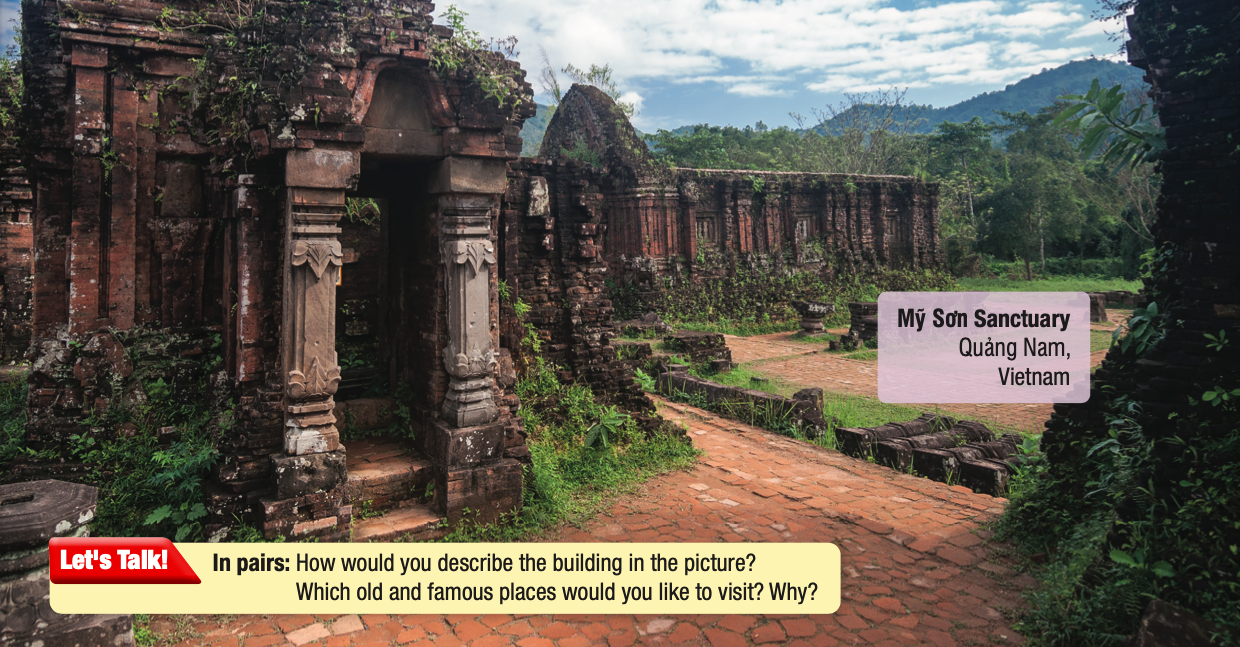 Mỹ Sơn Sanctuary
Quảng Nam,
Vietnam
Let's Talk!
In pairs: How would you describe the building in the picture?
Which old and famous places would you like to visit? Why?